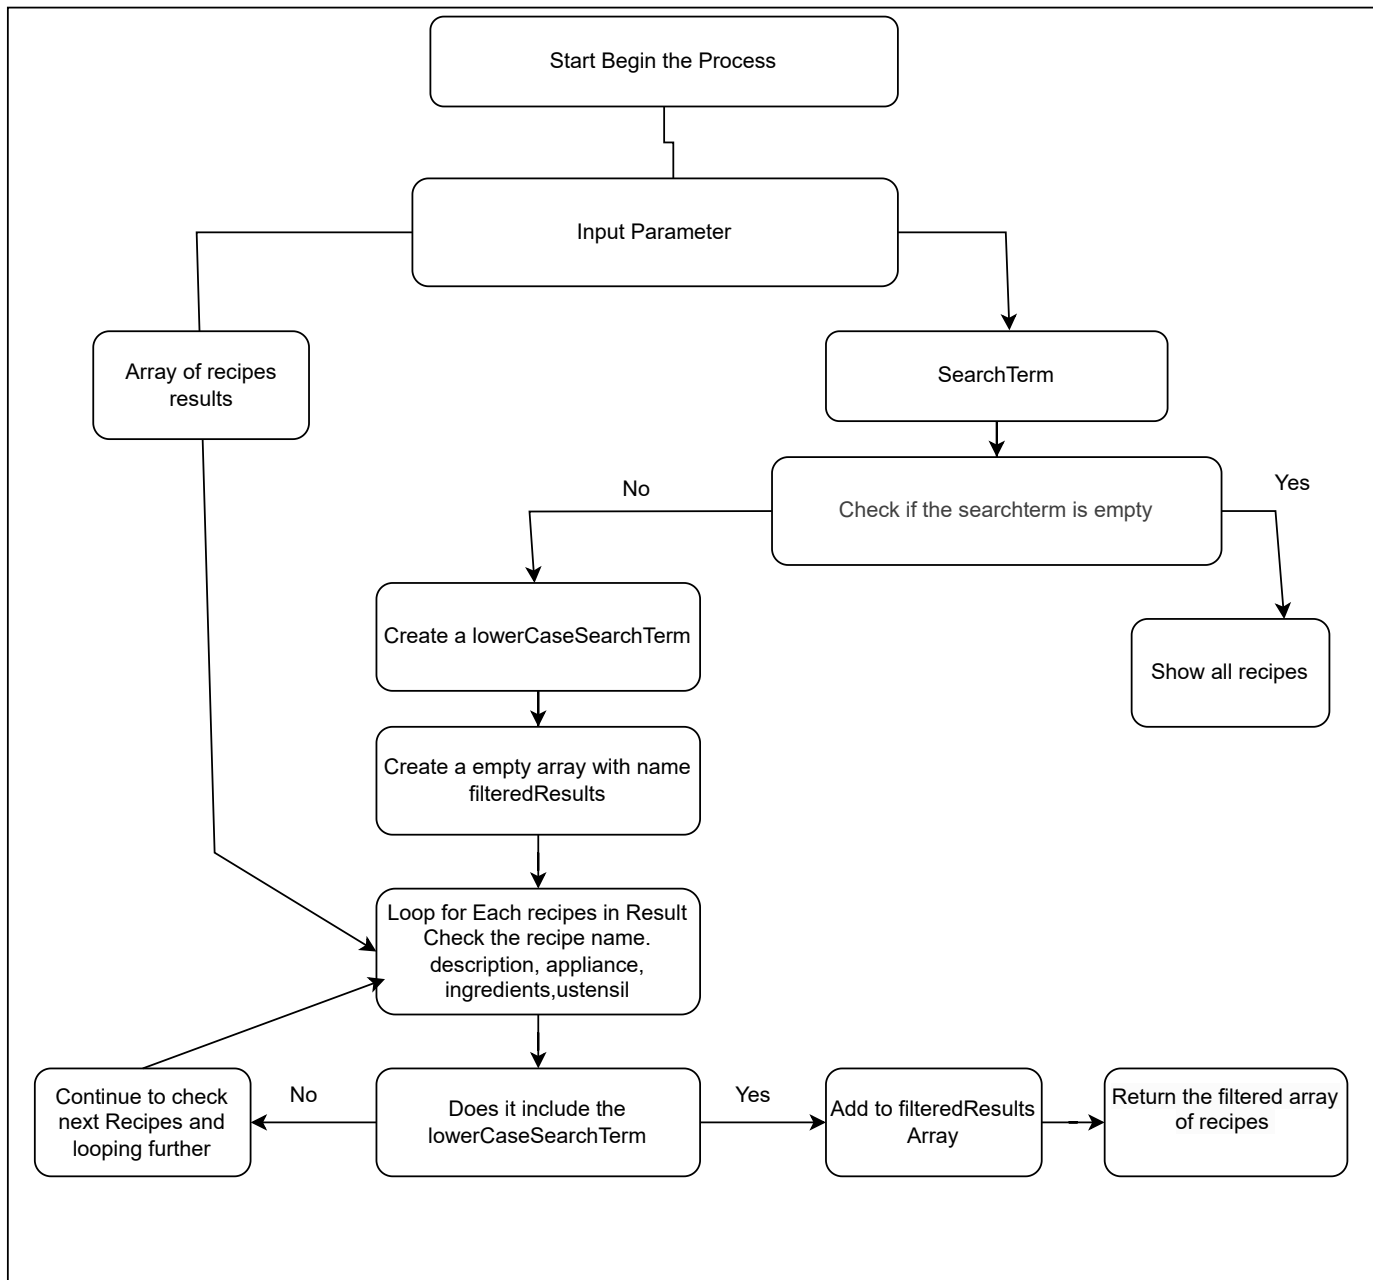 Start Begin the Process
Input Parameter
Array of recipes
results
SearchTerm
No
Yes
Check if the searchterm is empty
Create a lowerCaseSearchTerm
Show all recipes
Create a empty array with name
filteredResults
Loop for Each recipes in Result
Check the recipe name.
description, appliance,
ingredients,ustensil
Continue to check
next Recipes and
looping further
No
Does it include the
lowerCaseSearchTerm
Yes
Add to filteredResults
Array
Return the filtered array
of recipes